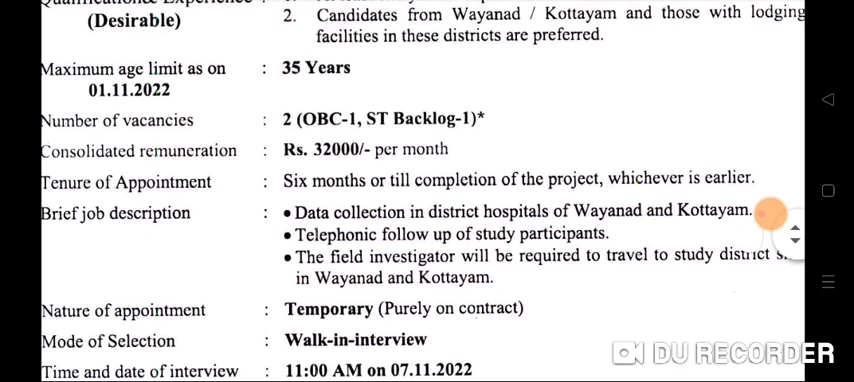 (Desirable)
2. Candidates from Wayanad / Kottayam and those with lodging
facilities in these districts are preferred.
Maximum age limit as on : 35 Years
01.11.2022
Number of vacancies : 2 (OBC-1, ST Backlog-1)*
Consolidated remuneration : Rs. 32000/- per month
Tenure of Appointment : Six months or till completion of the project, whichever is earlier.
Brief job description : • Data collection in district hospitals of Wayanad and Kottayam.
• Telephonic follow up of study participants.
• The field investigator will be required to travel to study district
in Wayanad and Kottayam.
Nature of appointment : Temporary (Purely on contract)
Mode of Selection : Walk-in-interview
Time and date of interview : 11:00 AM on 07.11.2022
DU RECORDER